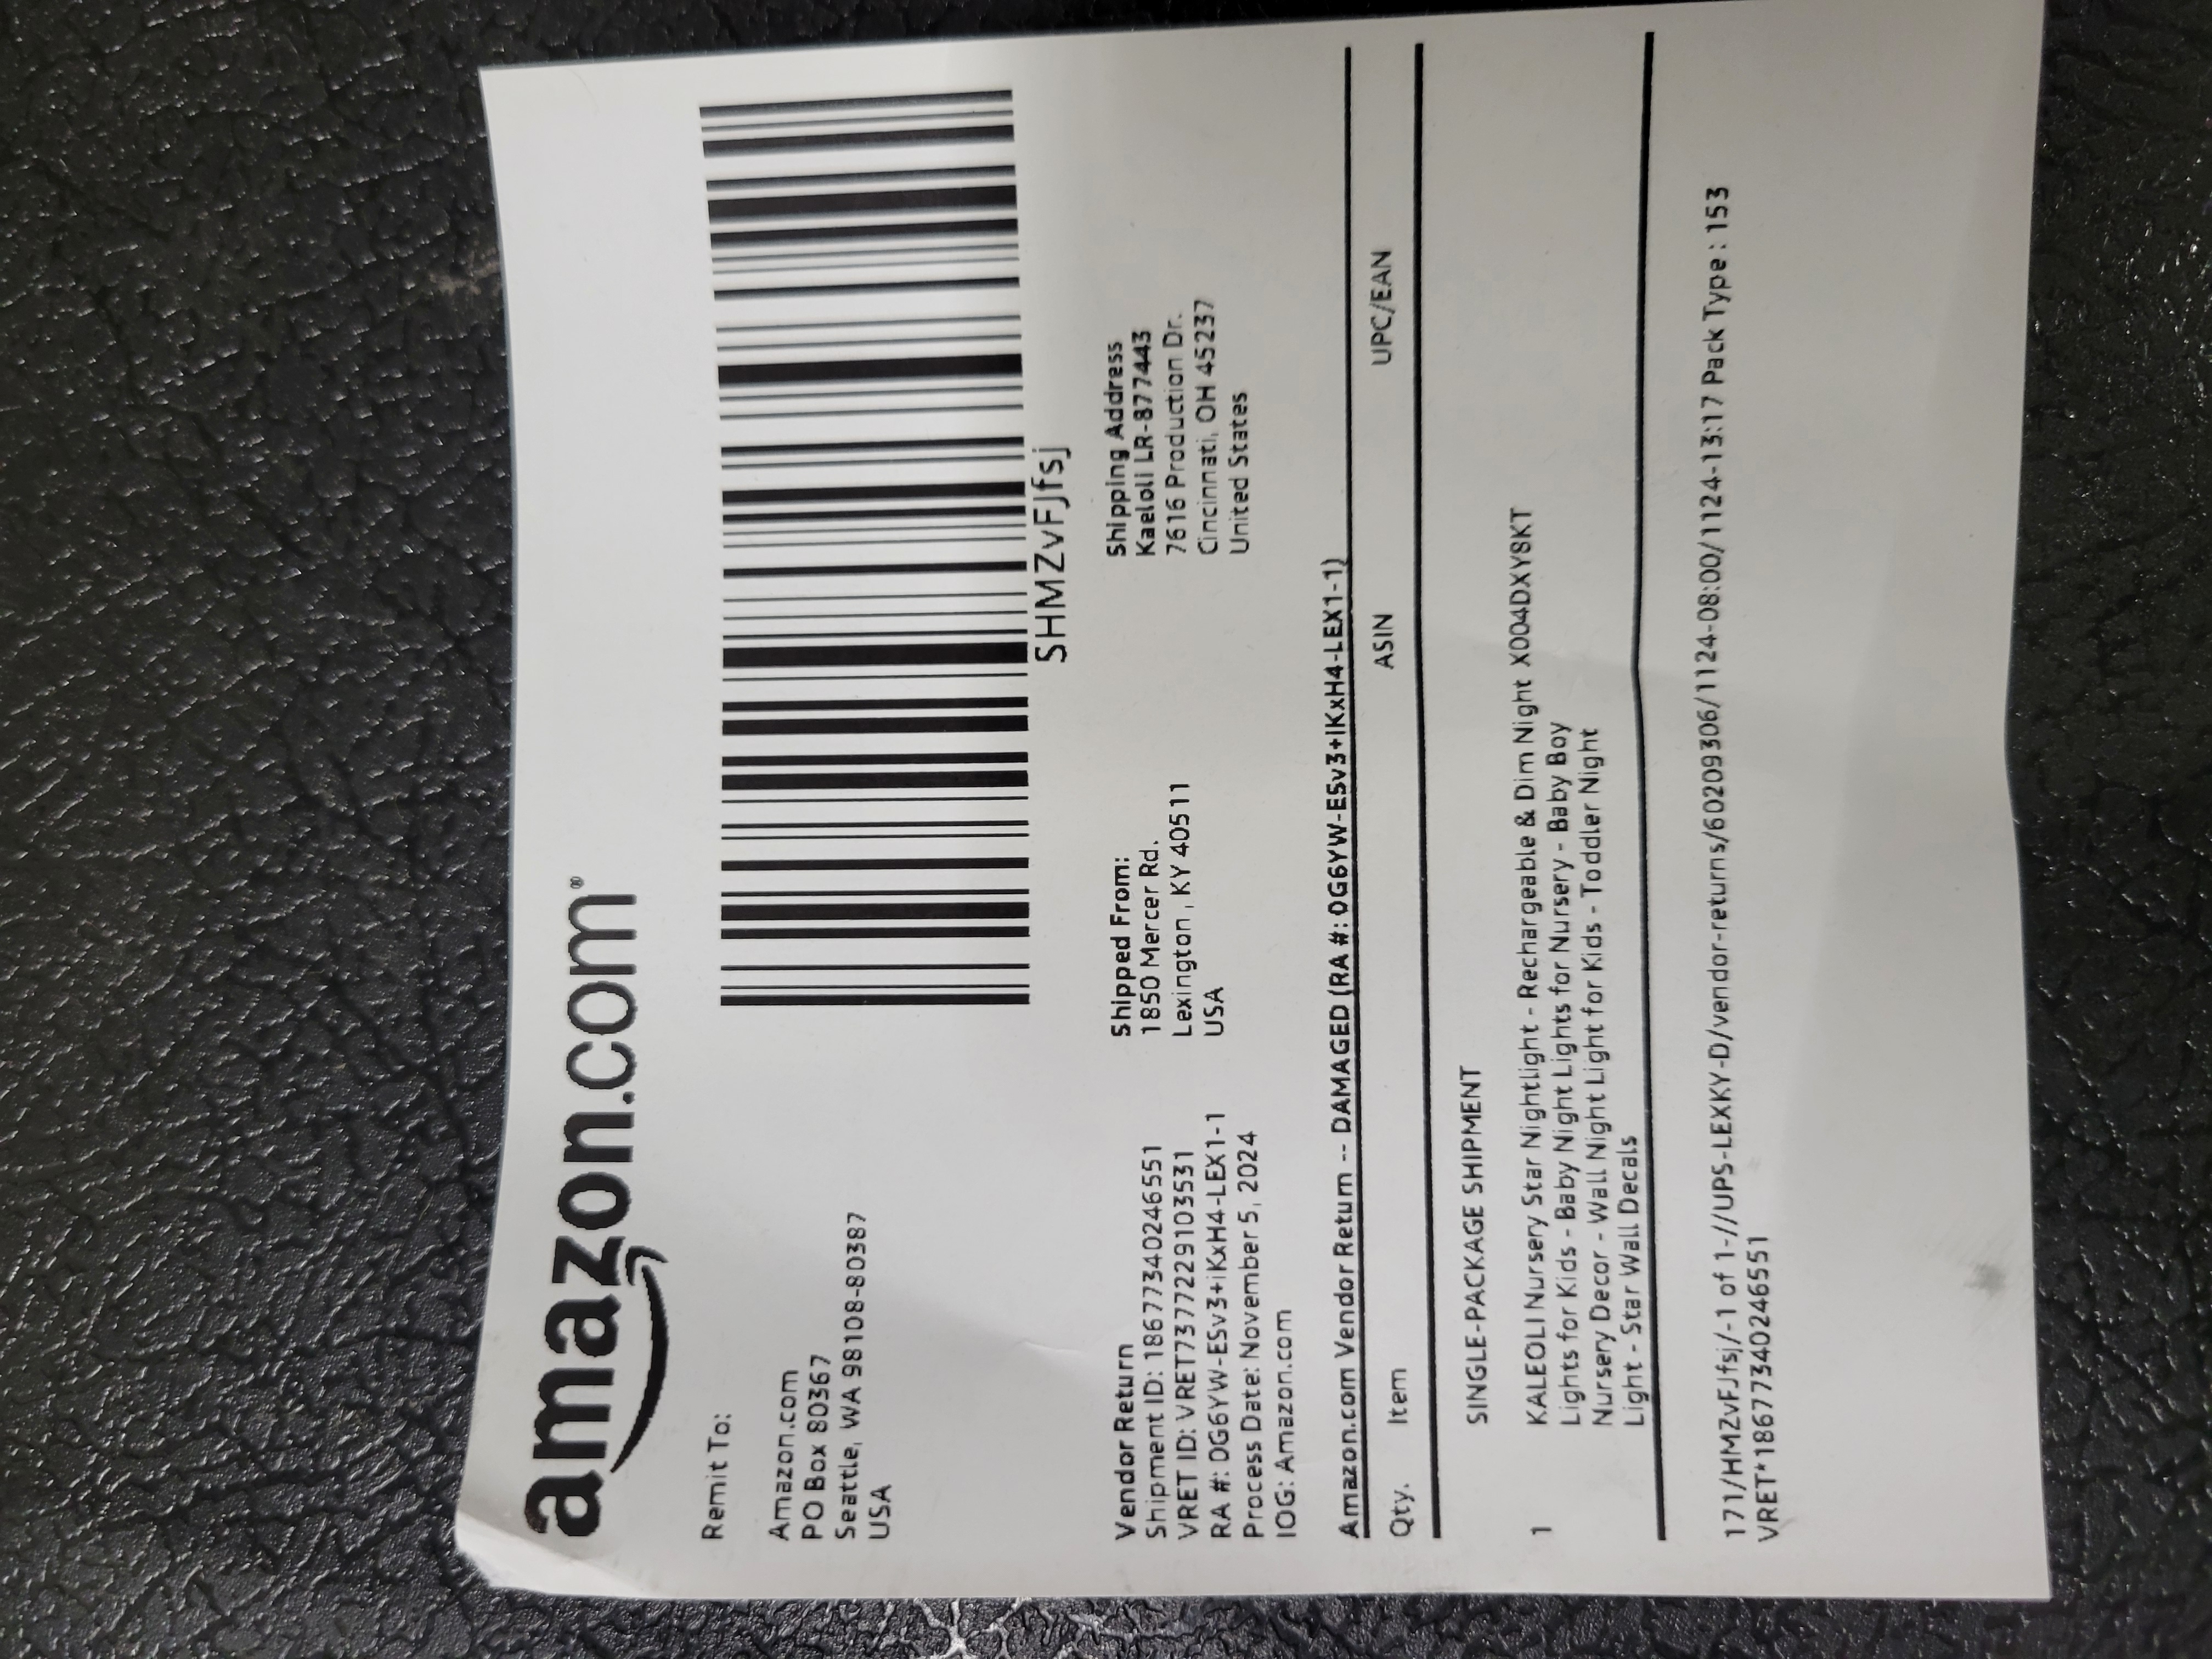 amazon.com®
Remit To:
Amazon.com
PO Box 80367
Seattle, WA 98108-80387
USA
SHMZvFJfsj
Vendor Return
Shipment ID: 18677340246551
VRET ID: VRET73772229103531
RA #: 0G6YW-ESv3+iKxH4-LEX1-1
Process Date: November 5, 2024
IOG: Amazon.com
Shipped From:
1850 Mercer Rd.
Lexington , KY 40511
USA
Shipping Address
Kaeloli LR-877443
7616 Production Dr.
Cincinnati, OH 45237
United States
Amazon.com Vendor Return -- DAMAGED (RA #: 0G6YW-ESv3+iKxH4-LEX1-1)
Qty. Item ASIN UPC/EAN
SINGLE-PACKAGE SHIPMENT
1 KALEOLI Nursery Star Nightlight - Rechargeable & Dim Night X004DXY8KT
Lights for Kids - Baby Night Lights for Nursery - Baby Boy
Nursery Decor - Wall Night Light for Kids - Toddler Night
Light - Star Wall Decals
171/HMZvFJfsj/-1 of 1-//UPS-LEXKY-D/vendor-returns/60209306/1124-08:00/1124-13:17 Pack Type : 153
VRET*18677340246551